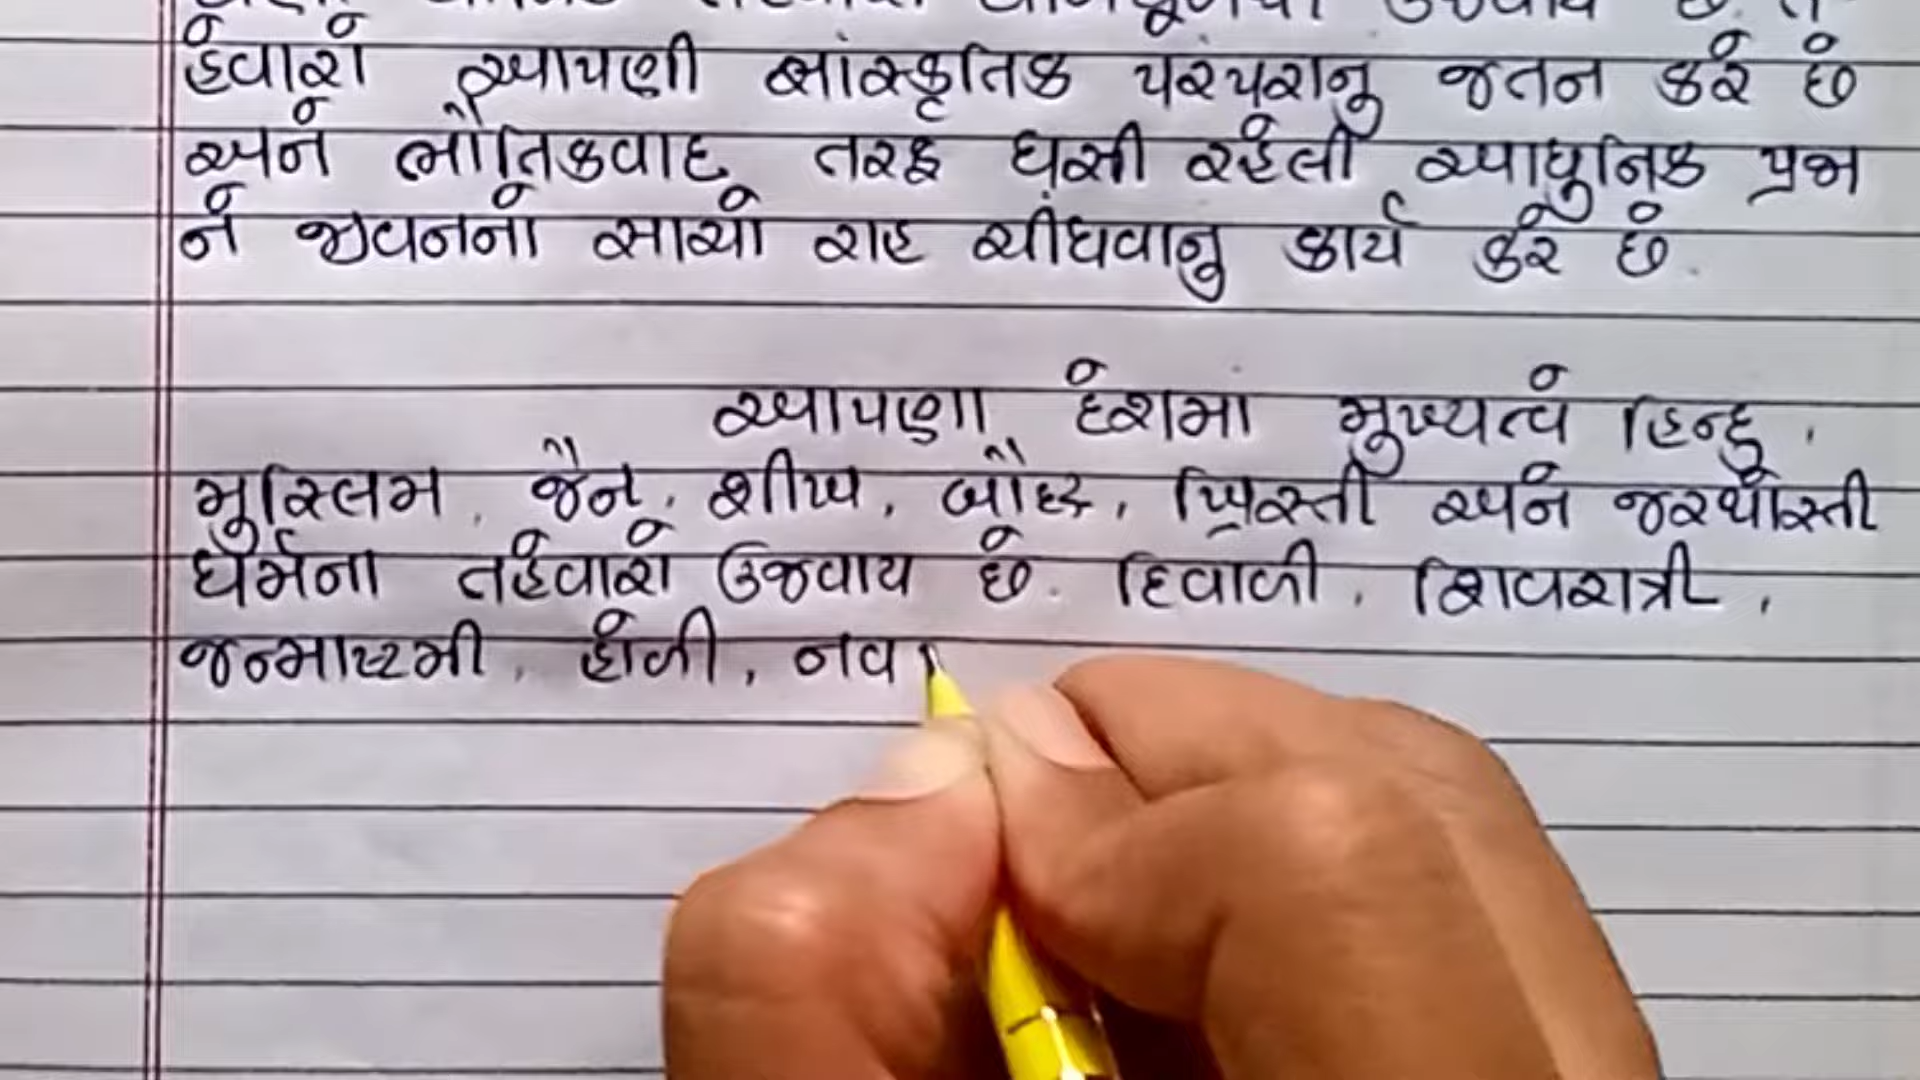 ઉજવાય છે. ત
હેવારો આપણી સાંસ્કૃતિક પરંપરાનુ જતન કરે છે
અને ભૌતિકવાદ તરફ ધસી રહેલી આધુનિક પ્રજા
ને જીવનનો સાચો રાહ ચીંધવાનુ કાર્ય કરે છે.
આપણા દેશમાં મુખ્યત્વે હિન્દુ,
મુસ્લિમ, જૈન, શીખ, બૌદ્ધ, ખ્રિસ્તી અને જરથોસ્તી
ધર્મના તહેવારો ઉજવાય છે. દિવાળી, શિવરાત્રી,
જન્માષ્ટમી, હોળી, નવ